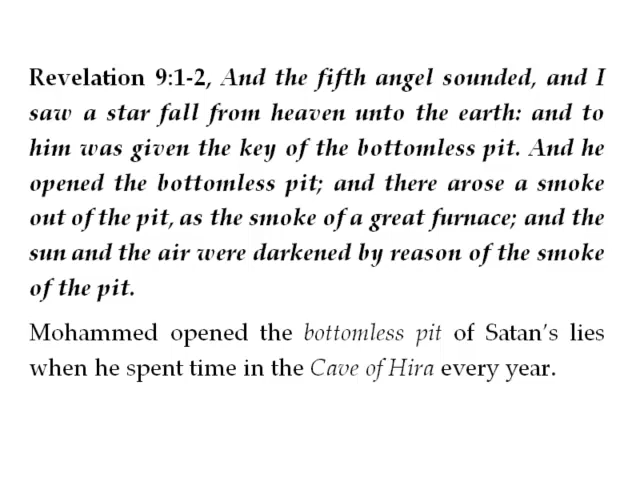 Revelation 9:1-2, And the fifth angel sounded, and I
saw a star fall from heaven unto the earth: and to
him was given the key of the bottomless pit. And he
opened the bottomless pit; and there arose a smoke
out of the pit, as the smoke of a great furnace; and the
sun and the air were darkened by reason of the smoke
of the pit.
Mohammed opened the bottomless pit of Satan's lies
when he spent time in the Cave of Hira every year.